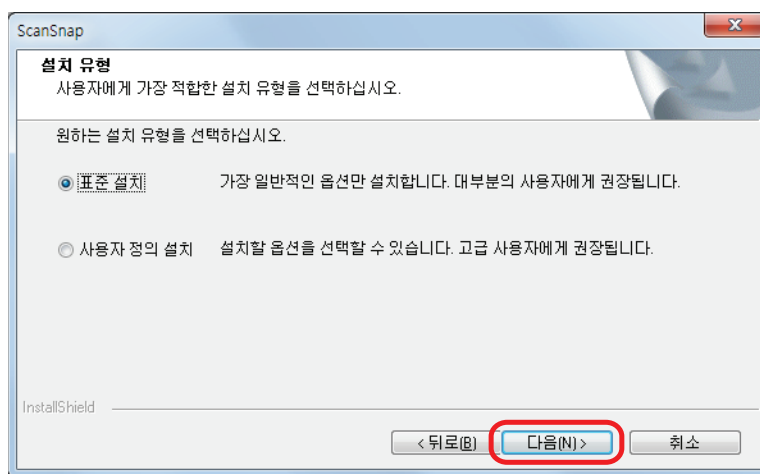 ScanSnap
설치 유형
사용자에게 가장 적합한 설치 유형을 선택하십시오.
원하는 설치 유형을 선택하십시오.
표준 설치 가장 일반적인 옵션만 설치합니다. 대부분의 사용자에게 권장됩니다.
사용자 정의 설치 설치할 옵션을 선택할 수 있습니다. 고급 사용자에게 권장됩니다.
InstallShield
< 뒤로(B) 다음(N) > 취소